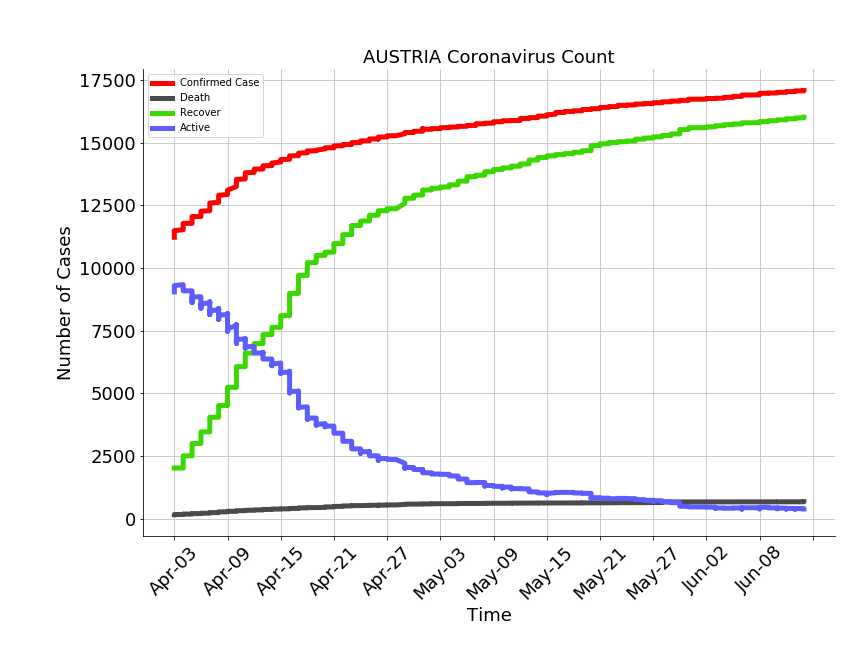 AUSTRIA Coronavirus Count
Confirmed Case
Death
Recover
Active
17500
15000
12500
10000
7500
5000
2500
0
Number of Cases
Apr-03 Apr-09 Apr-15 Apr-21 Apr-27 May-03 May-09 May-15 May-21 May-27 Jun-02 Jun-08
Time